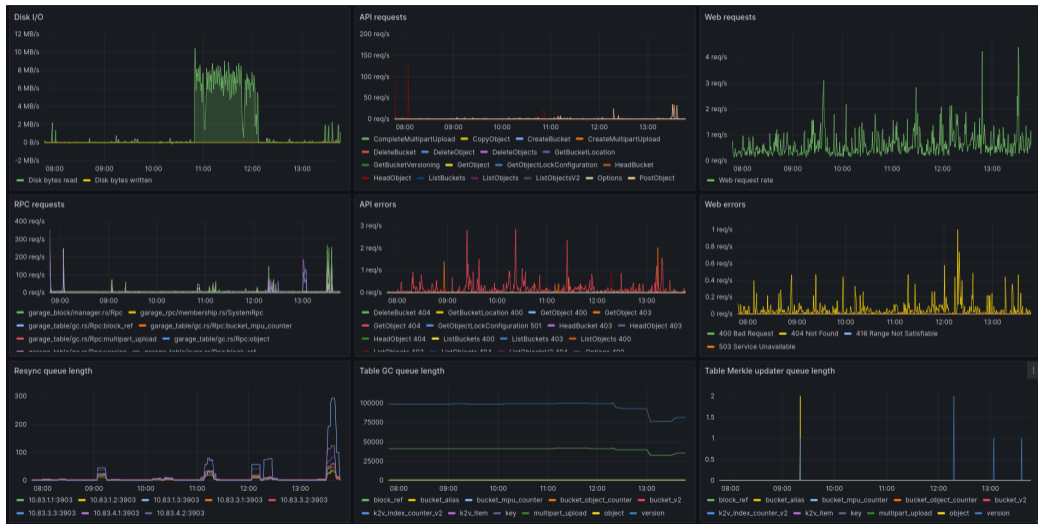 Disk I/O
12 MB/s
10 MB/s
8 MB/s
6 MB/s
4 MB/s
2 MB/s
0 B/s
-2 MB/s
08:00 09:00 10:00 11:00 12:00 13:00
Disk bytes read Disk bytes written
API requests
200 req/s
150 req/s
100 req/s
50 req/s
0 req/s
08:00 09:00 10:00 11:00 12:00 13:00
CompleteMultipartUpload CopyObject CreateBucket CreateMultipartUpload
DeleteBucket DeleteObject DeleteObjects GetBucketLocation
GetBucketVersioning GetObject GetObjectLockConfiguration HeadBucket
HeadObject ListBuckets ListObjects ListObjectsV2 Options PostObject
Web requests
4 req/s
3 req/s
2 req/s
1 req/s
0 req/s
08:00 09:00 10:00 11:00 12:00 13:00
Web request rate
RPC requests
400 req/s
300 req/s
200 req/s
100 req/s
0 req/s
08:00 09:00 10:00 11:00 12:00 13:00
garage_block/manager.rs/Rpc garage_rpc/membership.rs/SystemRpc
garage_table/gc.rs/Rpc:block_ref garage_table/gc.rs/Rpc:bucket_mpu_counter
garage_table/gc.rs/Rpc:multipart_upload garage_table/gc.rs/Rpc:object
API errors
3 req/s
2 req/s
1 req/s
0 req/s
08:00 09:00 10:00 11:00 12:00 13:00
DeleteBucket 404 GetBucketLocation 400 GetObject 400 GetObject 403
GetObject 404 GetObjectLockConfiguration 501 HeadBucket 403 HeadObject 403
HeadObject 404 ListBuckets 400 ListBuckets 403 ListObjects 400
Web errors
1 req/s
0.8 req/s
0.6 req/s
0.4 req/s
0.2 req/s
0 req/s
08:00 09:00 10:00 11:00 12:00 13:00
400 Bad Request 404 Not Found 416 Range Not Satisfiable
503 Service Unavailable
Resync queue length
300
200
100
0
08:00 09:00 10:00 11:00 12:00 13:00
10.83.1.1:3903 10.83.1.2:3903 10.83.1.3:3903 10.83.3.1:3903 10.83.3.2:3903
10.83.3.3:3903 10.83.4.1:3903 10.83.4.2:3903
Table GC queue length
100000
75000
50000
25000
0
08:00 09:00 10:00 11:00 12:00 13:00
block_ref bucket_alias bucket_mpu_counter bucket_object_counter bucket_v2
k2v_index_counter_v2 k2v_item key multipart_upload object version
Table Merkle updater queue length
2
1.5
1
0.5
0
08:00 09:00 10:00 11:00 12:00 13:00
block_ref bucket_alias bucket_mpu_counter bucket_object_counter bucket_v2
k2v_index_counter_v2 k2v_item key multipart_upload object version